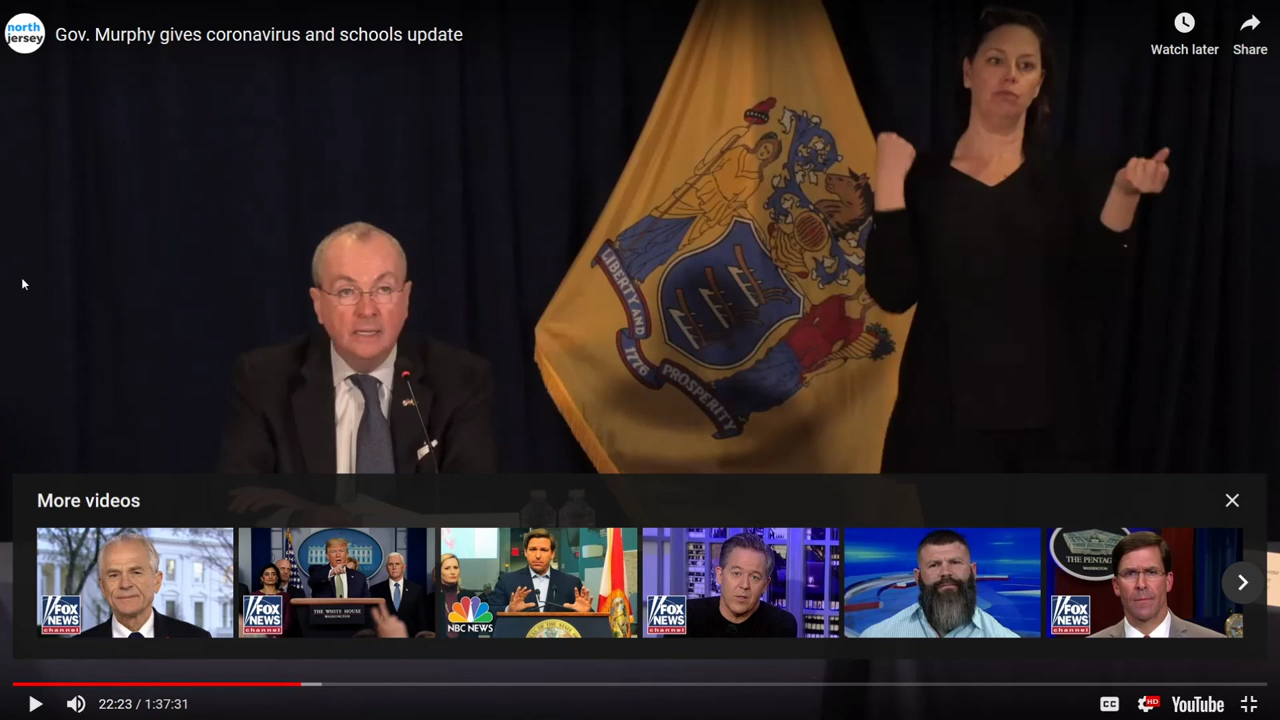 north
jersey
Gov. Murphy gives coronavirus and schools update
Watch later
Share
LIBERTY AND
1776
PROSPERITY
More videos
FOX
NEWS
channel
FOX
NEWS
channel
THE WHITE HOUSE
WASHINGTON
NBC NEWS
FOX
NEWS
channel
FOX
NEWS
channel
THE PENTAGON
WASHINGTON
22:23 / 1:37:31
CC
HD
YouTube